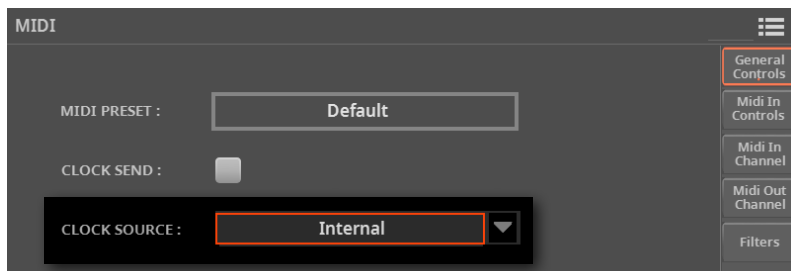 MIDI
General
Controls
MIDI PRESET :
Default
Midi In
Controls
CLOCK SEND :
Midi In
Channel
Midi Out
Channel
CLOCK SOURCE :
Internal
Filters